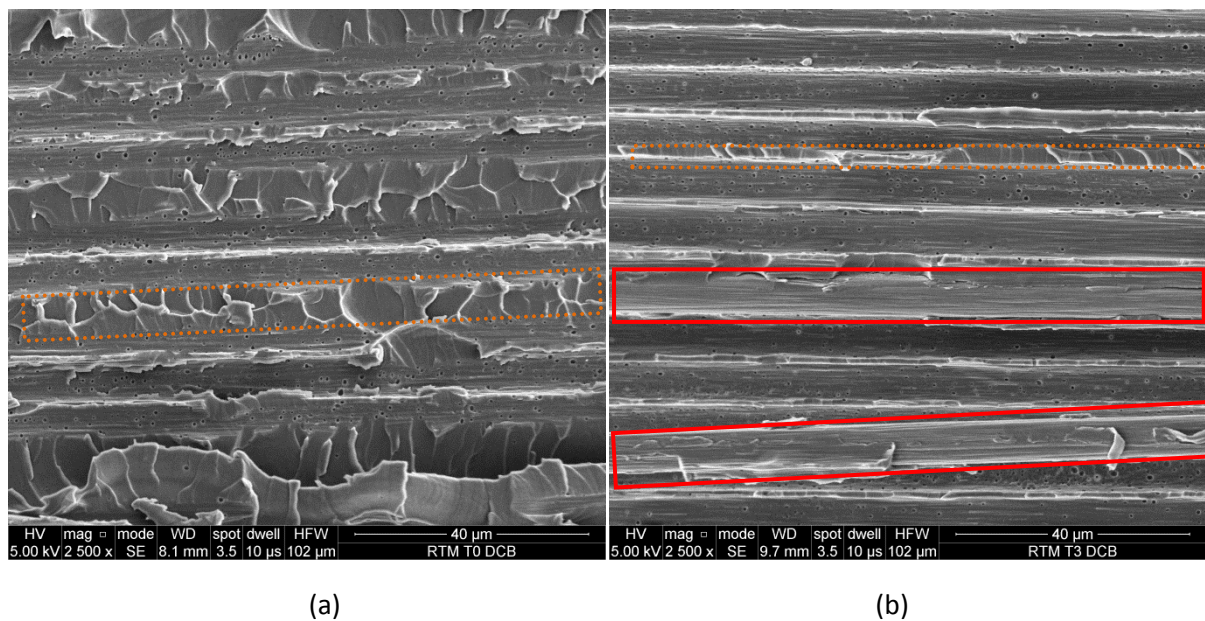 HV mag □ mode WD spot dwell HFW 40 µm
5.00 kV 2 500 x SE 8.1 mm 3.5 10 µs 102 µm RTM T0 DCB
HV mag □ mode WD spot dwell HFW 40 µm
5.00 kV 2 500 x SE 9.7 mm 3.5 10 µs 102 µm RTM T3 DCB
(a)
(b)